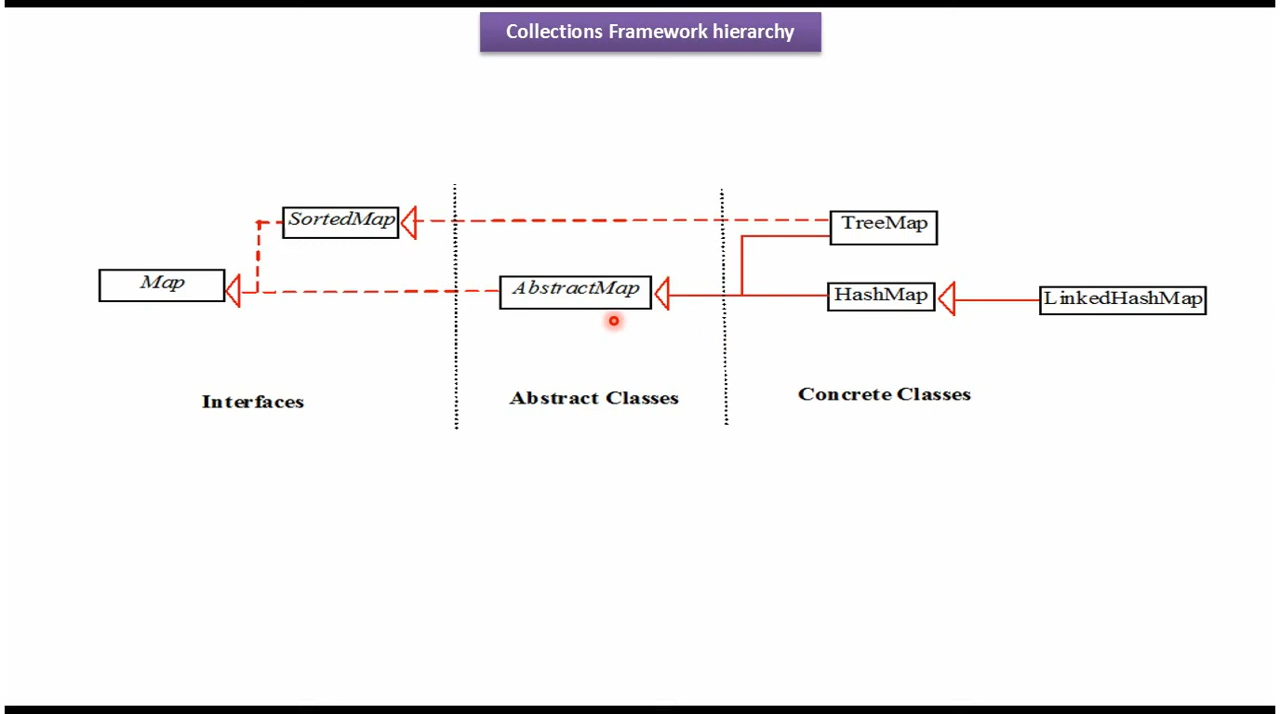 Collections Framework hierarchy
SortedMap
TreeMap
Map
AbstractMap
HashMap
LinkedHashMap
Interfaces
Abstract Classes
Concrete Classes